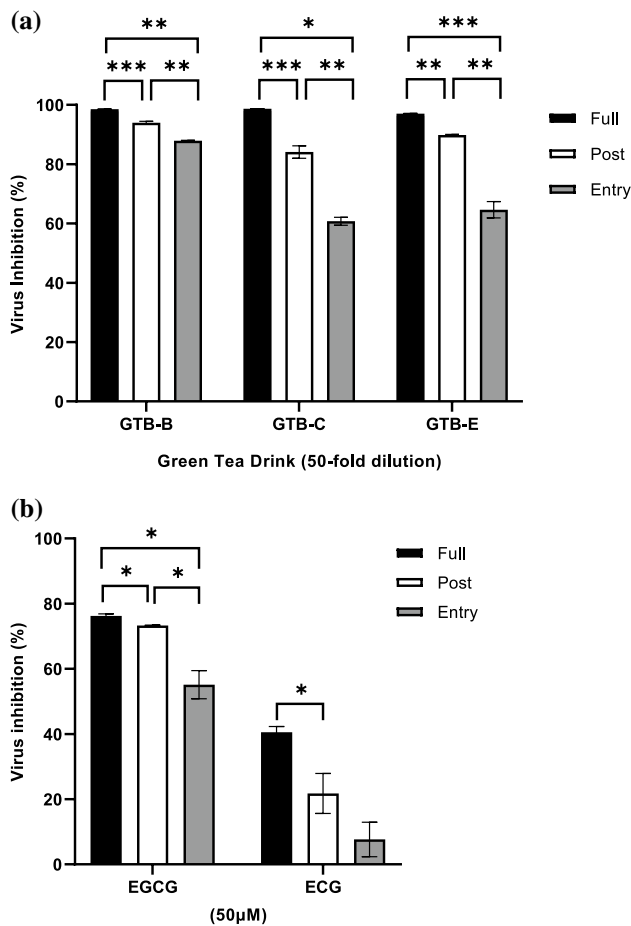 (a)
** * ***
*** ** *** ** ** **
Virus Inhibition (%)
100
80
60
40
20
0
Full
Post
Entry
GTB-B GTB-C GTB-E
Green Tea Drink (50-fold dilution)
(b)
*
* *
*
Virus inhibition (%)
100
80
60
40
20
0
Full
Post
Entry
EGCG ECG
(50µM)